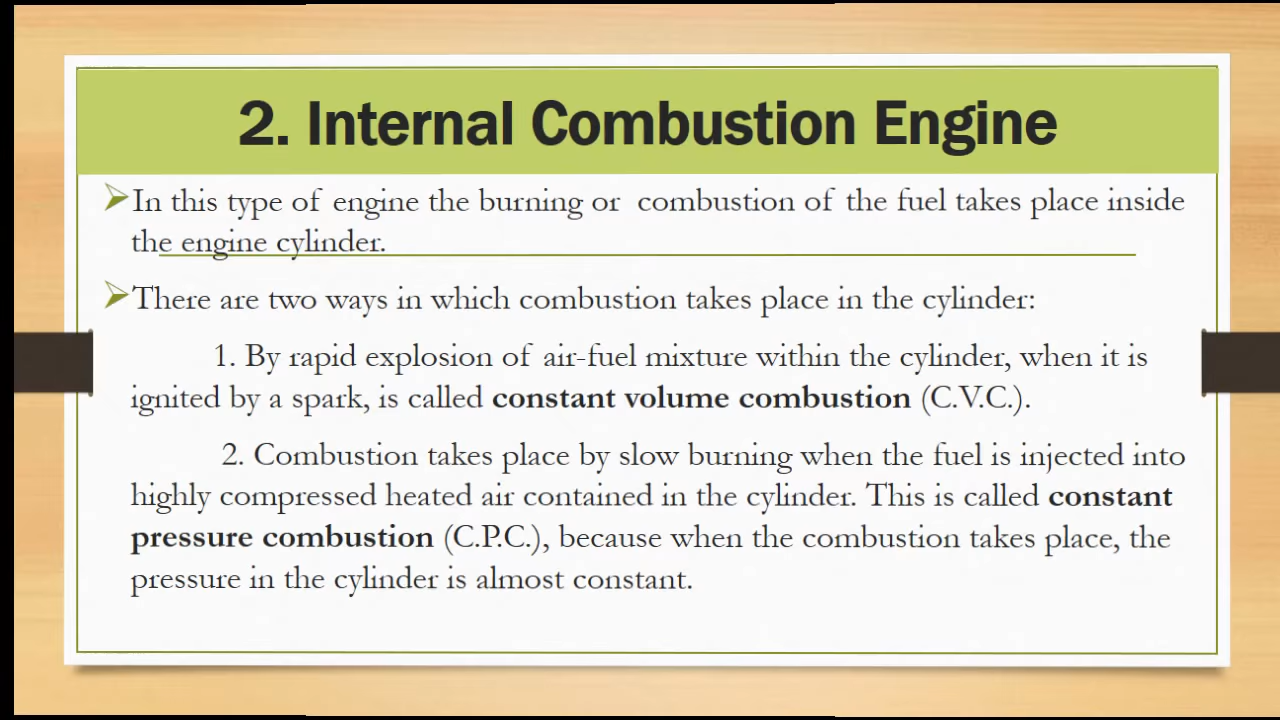 2. Internal Combustion Engine
In this type of engine the burning or combustion of the fuel takes place inside
the engine cylinder.
There are two ways in which combustion takes place in the cylinder:
1. By rapid explosion of air-fuel mixture within the cylinder, when it is
ignited by a spark, is called constant volume combustion (C.V.C.).
2. Combustion takes place by slow burning when the fuel is injected into
highly compressed heated air contained in the cylinder. This is called constant
pressure combustion (C.P.C.), because when the combustion takes place, the
pressure in the cylinder is almost constant.